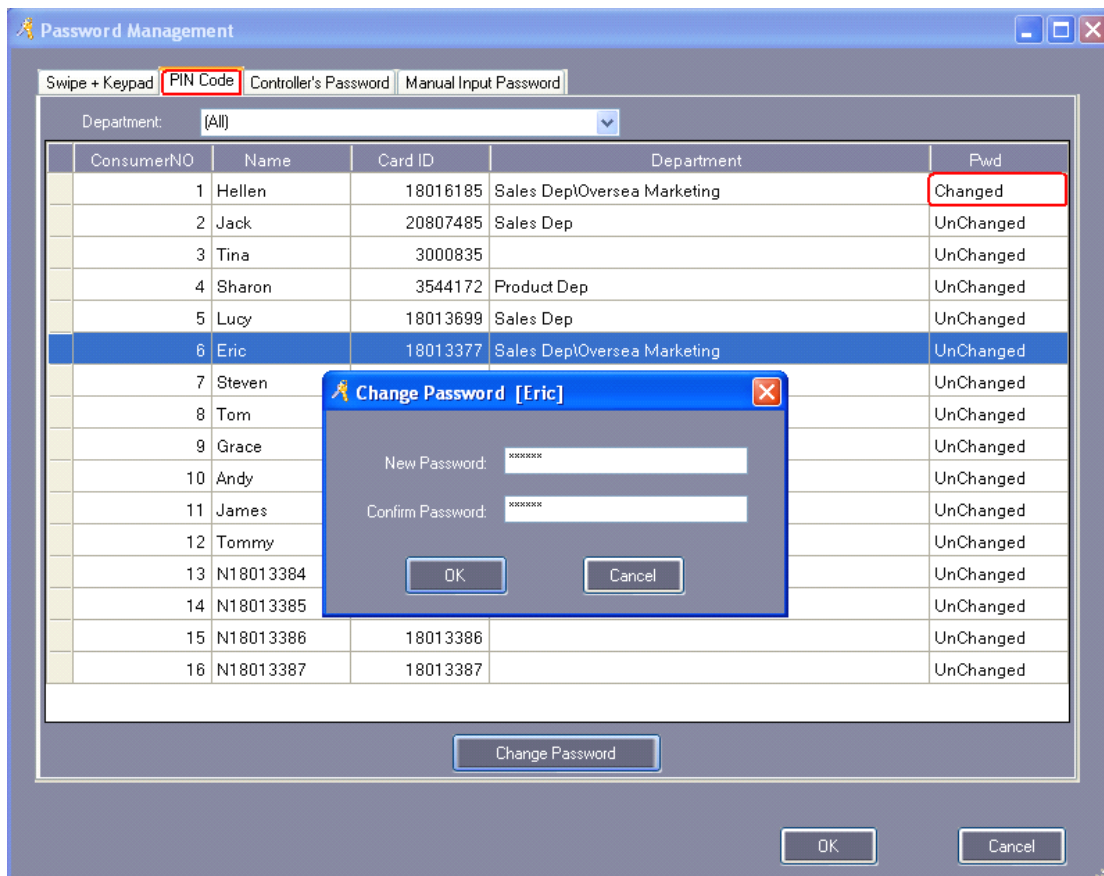 Password Management
Swipe + Keypad PIN Code Controller's Password Manual Input Password
Department: (All)
ConsumerNO Name Card ID Department Pwd
1 Hellen 18016185 Sales Dep\Oversea Marketing Changed
2 Jack 20807485 Sales Dep UnChanged
3 Tina 3000835 UnChanged
4 Sharon 3544172 Product Dep UnChanged
5 Lucy 18013699 Sales Dep UnChanged
6 Eric 18013377 Sales Dep\Oversea Marketing UnChanged
7 Steven UnChanged
8 Tom UnChanged
9 Grace UnChanged
10 Andy UnChanged
11 James UnChanged
12 Tommy UnChanged
13 N18013384 UnChanged
14 N18013385 UnChanged
15 N18013386 18013386 UnChanged
16 N18013387 18013387 UnChanged
Change Password [Eric]
New Password: ××××××
Confirm Password: ××××××
OK Cancel
Change Password
OK Cancel